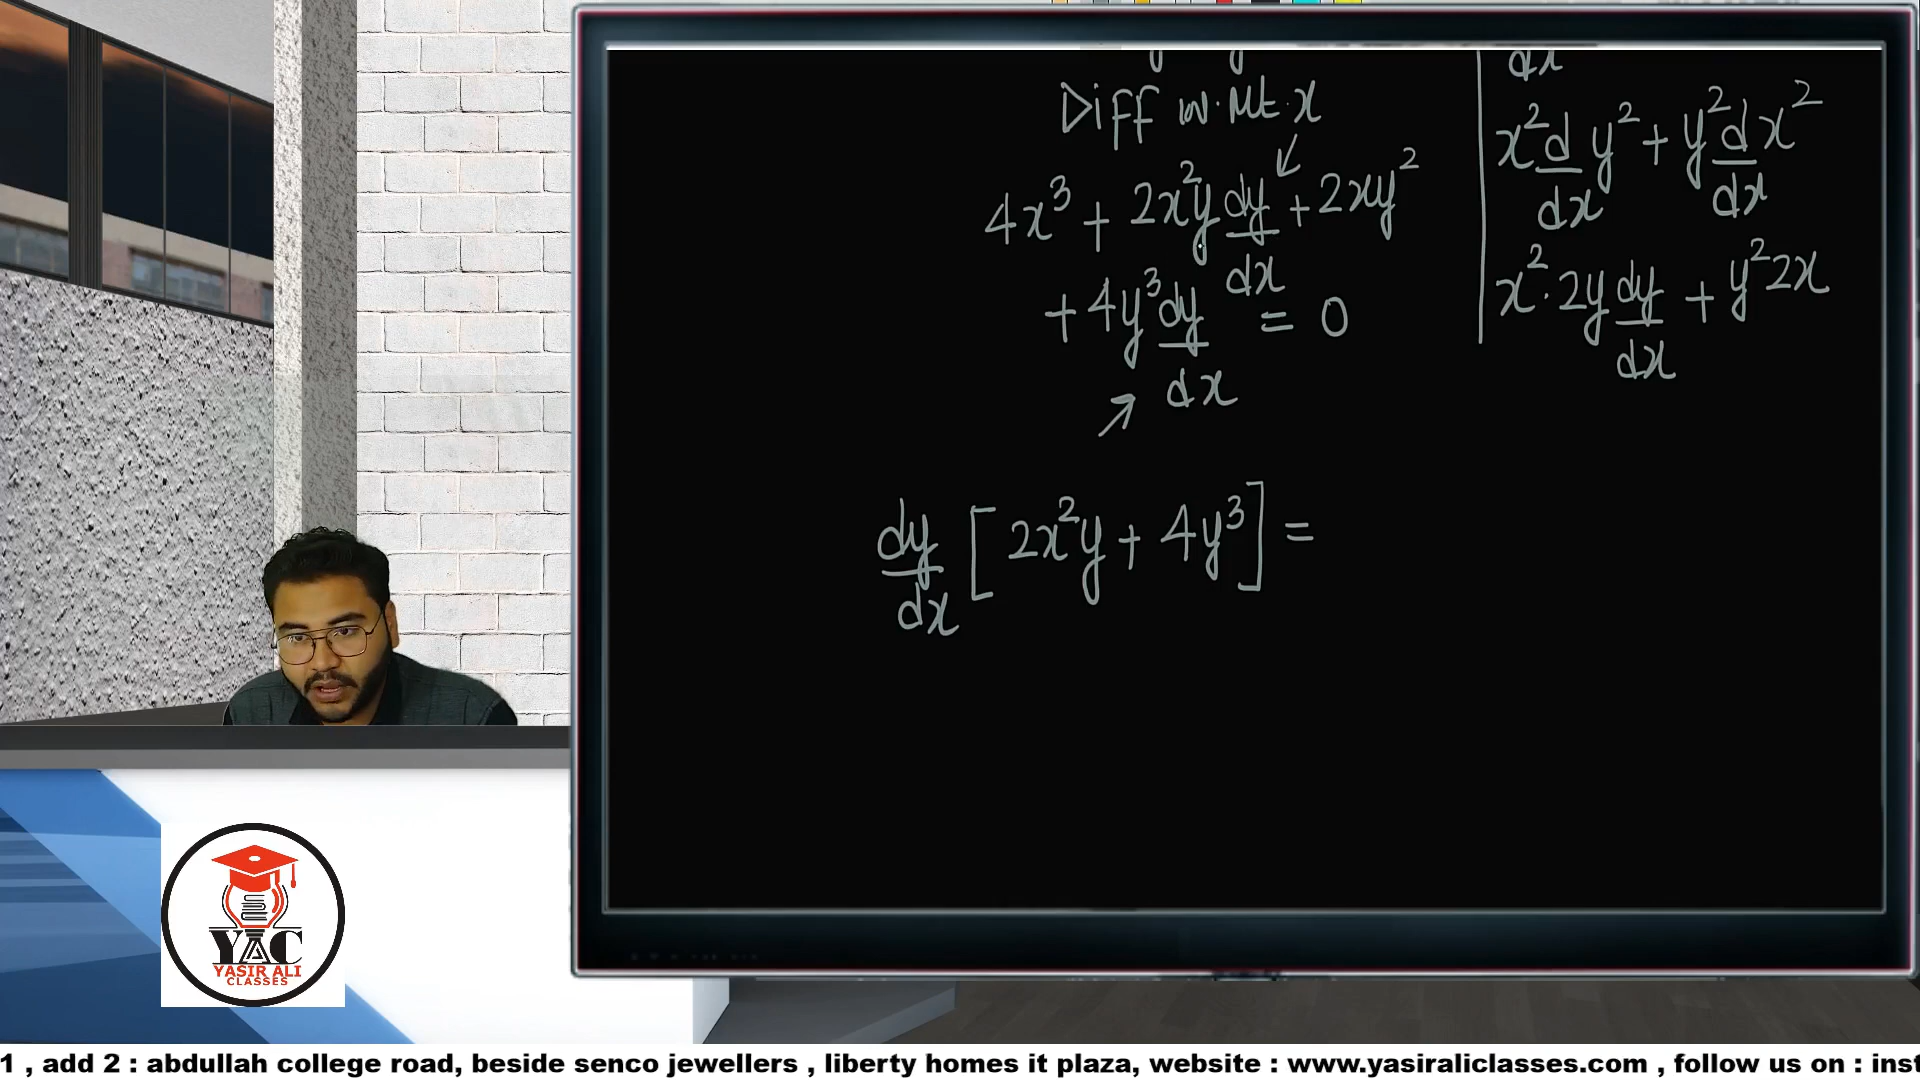 Diff w.r.t.x
4x³ + 2x²y dy/dx + 2xy²
+ 4y³ dy/dx = 0
dy/dx [2x²y + 4y³] =
dx
x² d/dx y² + y² d/dx x²
x².2y dy/dx + y²2x
YAC
YASIR ALI
CLASSES
1 , add 2 : abdullah college road, beside senco jewellers , liberty homes it plaza, website : www.yasiraliclasses.com , follow us on : inst